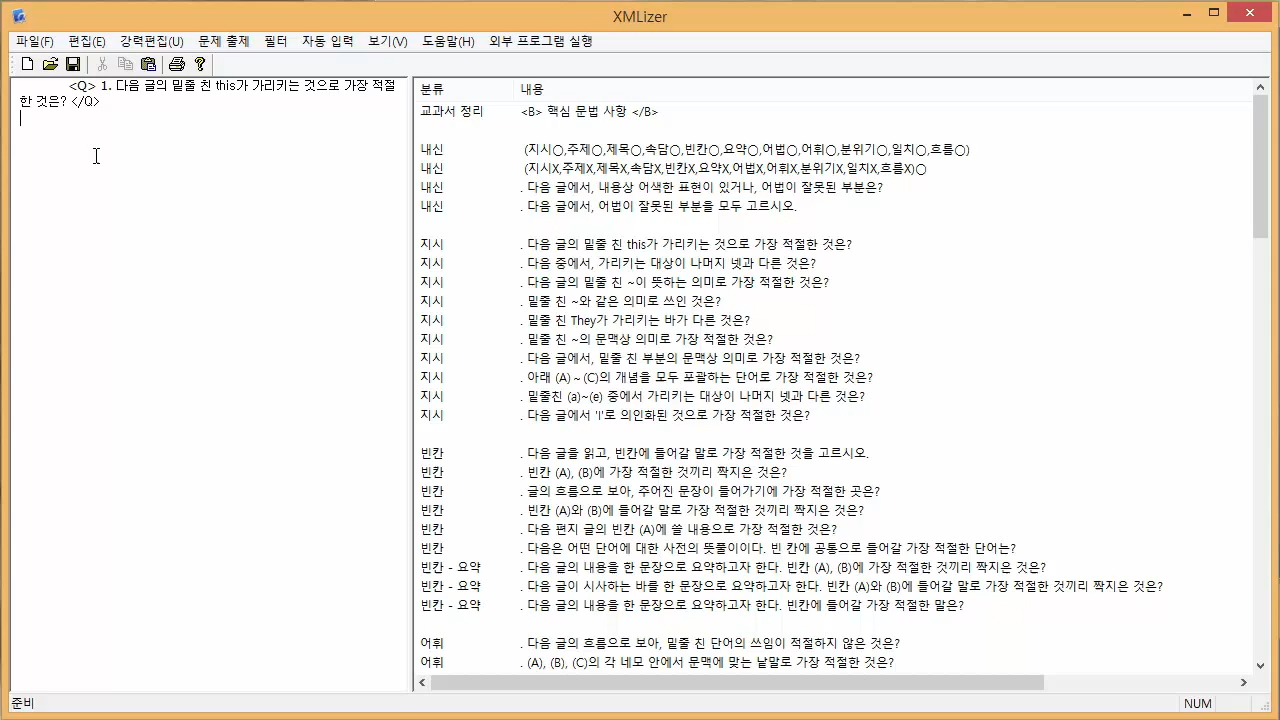 XMLizer
파일(F) 편집(E) 강력편집(U) 문제 출제 필터 자동 입력 보기(V) 도움말(H) 외부 프로그램 실행
<Q> 1. 다음 글의 밑줄 친 this가 가리키는 것으로 가장 적절
한 것은? </Q>
분류 내용
교과서 정리 <B> 핵심 문법 사항 </B>
내신 (지시○,주제○,제목○,속담○,빈칸○,요약○,어법○,어휘○,분위기○,일치○,흐름○)
내신 (지시X,주제X,제목X,속담X,빈칸X,요약X,어법X,어휘X,분위기X,일치X,흐름X)○
내신 . 다음 글에서, 내용상 어색한 표현이 있거나, 어법이 잘못된 부분은?
내신 . 다음 글에서, 어법이 잘못된 부분을 모두 고르시오.
지시 . 다음 글의 밑줄 친 this가 가리키는 것으로 가장 적절한 것은?
지시 . 다음 중에서, 가리키는 대상이 나머지 넷과 다른 것은?
지시 . 다음 글의 밑줄 친 ~이 뜻하는 의미로 가장 적절한 것은?
지시 . 밑줄 친 ~와 같은 의미로 쓰인 것은?
지시 . 밑줄 친 They가 가리키는 바가 다른 것은?
지시 . 밑줄 친 ~의 문맥상 의미로 가장 적절한 것은?
지시 . 다음 글에서, 밑줄 친 부분의 문맥상 의미로 가장 적절한 것은?
지시 . 아래 (A) ~ (C)의 개념을 모두 포괄하는 단어로 가장 적절한 것은?
지시 . 밑줄친 (a)~(e) 중에서 가리키는 대상이 나머지 넷과 다른 것은?
지시 . 다음 글에서 'I'로 의인화된 것으로 가장 적절한 것은?
빈칸 . 다음 글을 읽고, 빈칸에 들어갈 말로 가장 적절한 것을 고르시오.
빈칸 . 빈칸 (A), (B)에 가장 적절한 것끼리 짝지은 것은?
빈칸 . 글의 흐름으로 보아, 주어진 문장이 들어가기에 가장 적절한 곳은?
빈칸 . 빈칸 (A)와 (B)에 들어갈 말로 가장 적절한 것끼리 짝지은 것은?
빈칸 . 다음 편지 글의 빈칸 (A)에 쓸 내용으로 가장 적절한 것은?
빈칸 . 다음은 어떤 단어에 대한 사전의 뜻풀이이다. 빈 칸에 공통으로 들어갈 가장 적절한 단어는?
빈칸 - 요약 . 다음 글의 내용을 한 문장으로 요약하고자 한다. 빈칸 (A), (B)에 가장 적절한 것끼리 짝지은 것은?
빈칸 - 요약 . 다음 글이 시사하는 바를 한 문장으로 요약하고자 한다. 빈칸 (A)와 (B)에 들어갈 말로 가장 적절한 것끼리 짝지은 것은?
빈칸 - 요약 . 다음 글의 내용을 한 문장으로 요약하고자 한다. 빈칸에 들어갈 가장 적절한 말은?
어휘 . 다음 글의 흐름으로 보아, 밑줄 친 단어의 쓰임이 적절하지 않은 것은?
어휘 . (A), (B), (C)의 각 네모 안에서 문맥에 맞는 낱말로 가장 적절한 것은?
준비 NUM